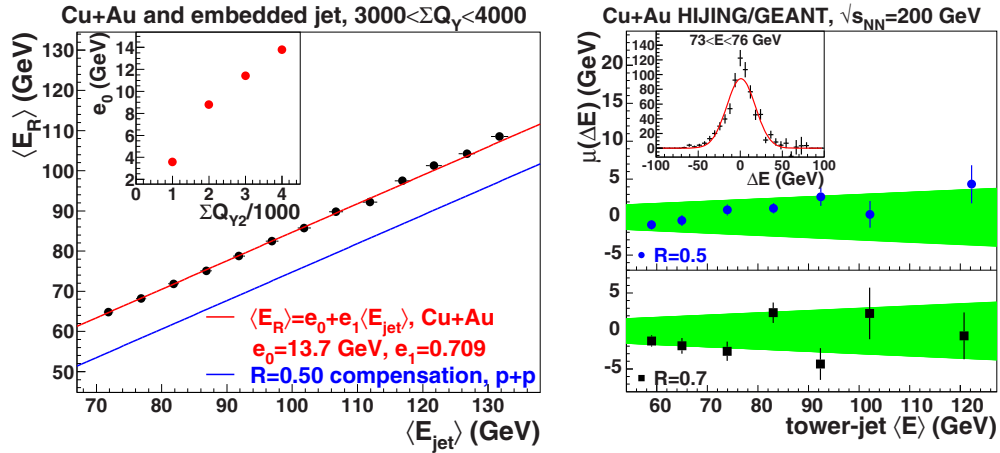 Cu+Au and embedded jet, 3000<ΣQ_Y<4000
⟨E_R⟩ (GeV)
130
120
110
100
90
80
70
60
50
e_0 (GeV)
14
12
10
8
6
4
2
0 1 2 3 4
ΣQ_Y2/1000
⟨E_R⟩=e_0+e_1⟨E_jet⟩, Cu+Au
e_0=13.7 GeV, e_1=0.709
R=0.50 compensation, p+p
70 80 90 100 110 120 130
⟨E_jet⟩ (GeV)
Cu+Au HIJING/GEANT, √s_NN=200 GeV
μ(ΔE) (GeV)
20
15
10
5
0
-5
73<E<76 GeV
140
120
100
80
60
40
20
0
-100 -50 0 50 100
ΔE (GeV)
R=0.5
5
0
-5
R=0.7
60 70 80 90 100 110 120
tower-jet ⟨E⟩ (GeV)